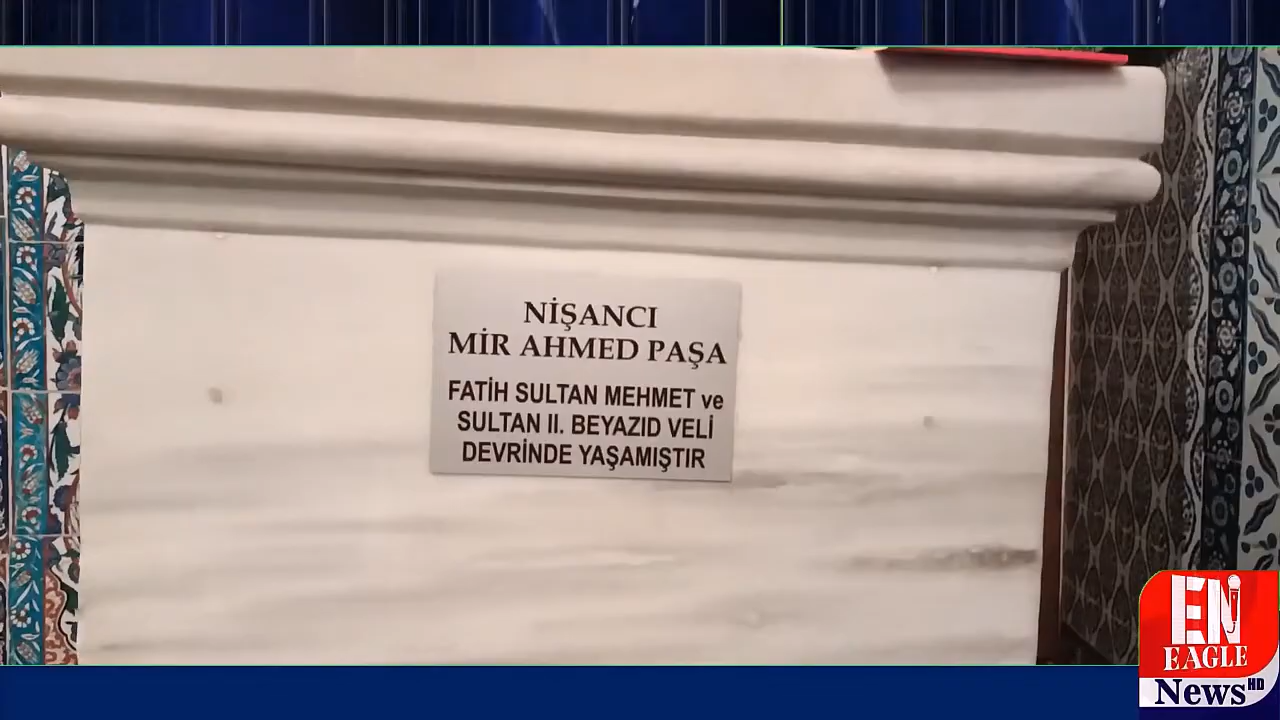 NİŞANCI
MİR AHMED PAŞA
FATİH SULTAN MEHMET ve
SULTAN II. BEYAZID VELİ
DEVRİNDE YAŞAMIŞTIR
EN
EAGLE
News HD